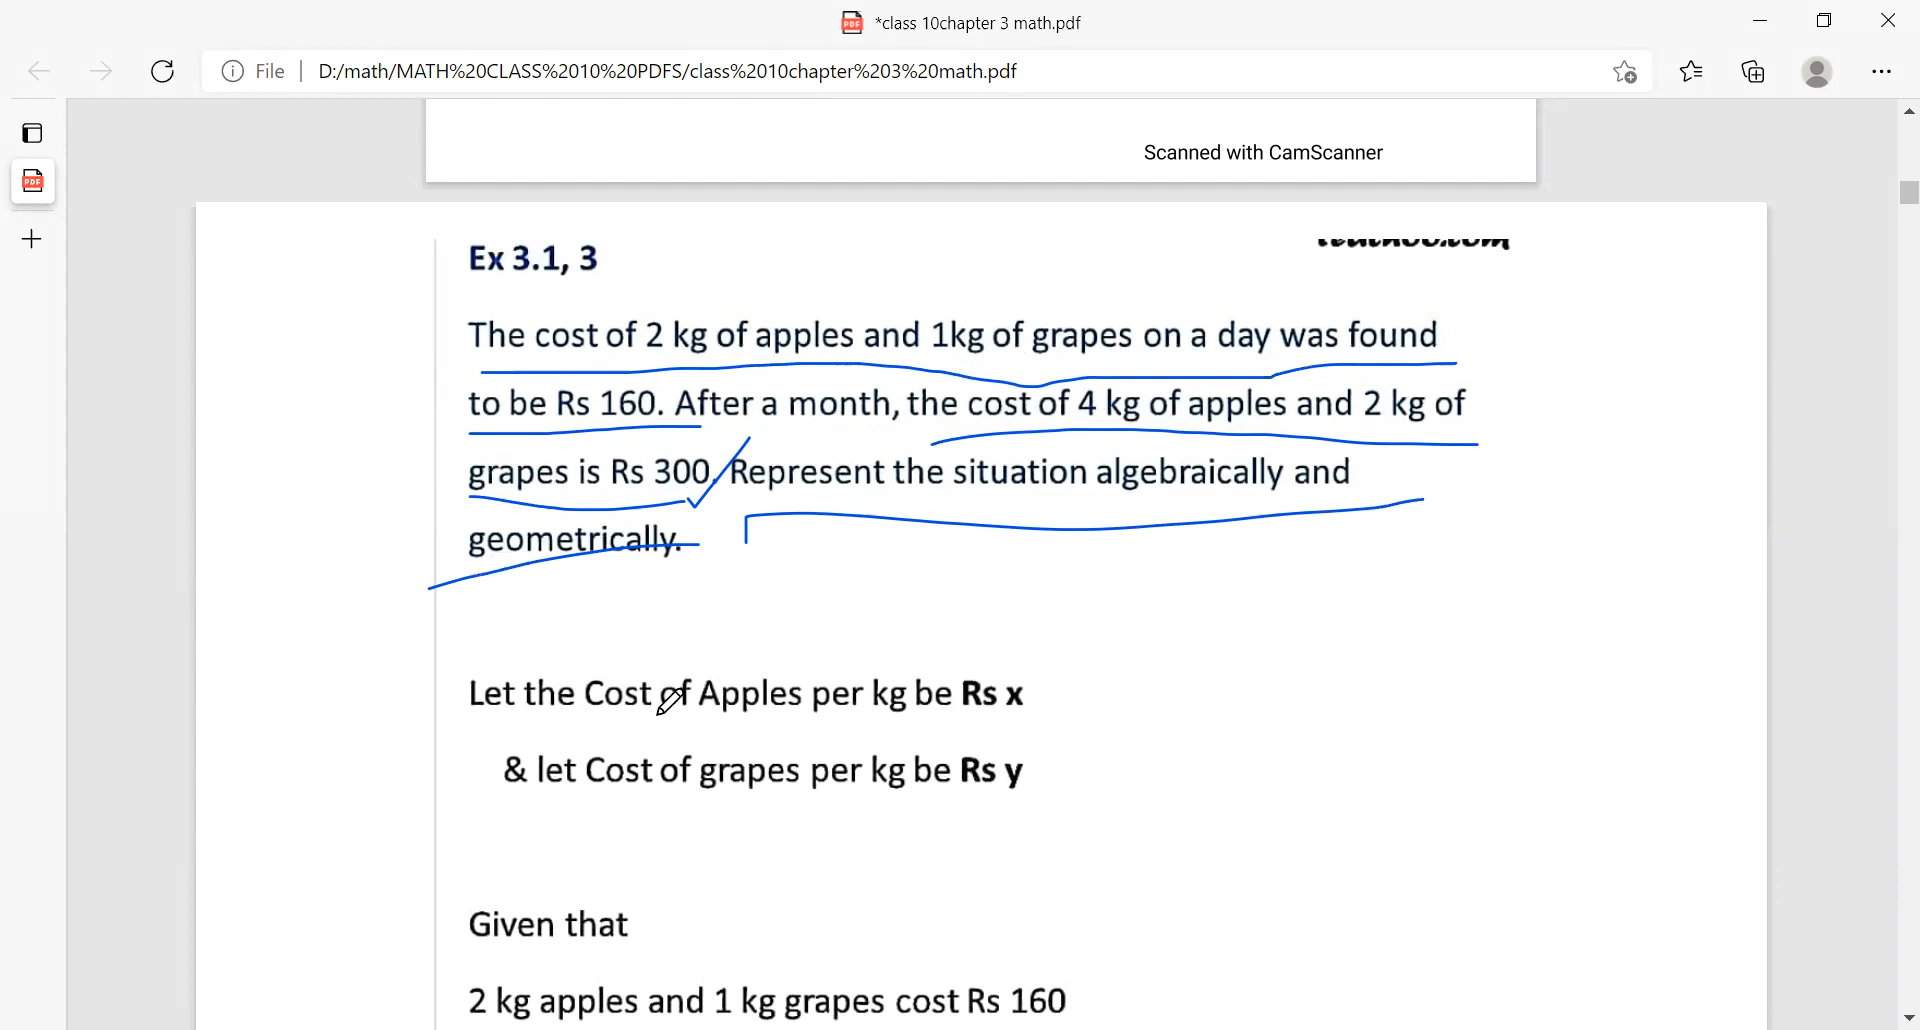 *class 10chapter 3 math.pdf
File | D:/math/MATH%20CLASS%2010%20PDFS/class%2010chapter%203%20math.pdf
PDF
Scanned with CamScanner
Ex 3.1, 3
The cost of 2 kg of apples and 1kg of grapes on a day was found
to be Rs 160. After a month, the cost of 4 kg of apples and 2 kg of
grapes is Rs 300. Represent the situation algebraically and
geometrically.
Let the Cost of Apples per kg be Rs x
& let Cost of grapes per kg be Rs y
Given that
2 kg apples and 1 kg grapes cost Rs 160